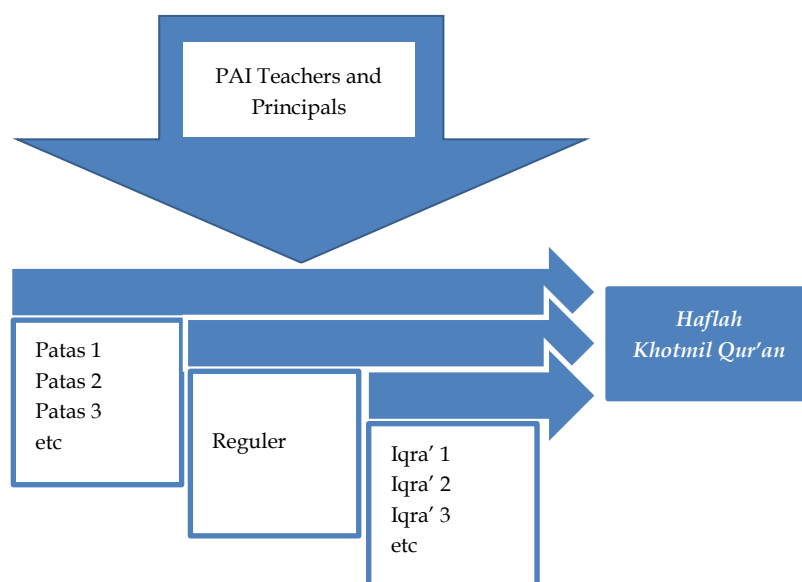 PAI Teachers and
Principals
Haflah
Khotmil Qur’an
Patas 1
Patas 2
Patas 3
etc
Reguler
Iqra’ 1
Iqra’ 2
Iqra’ 3
etc